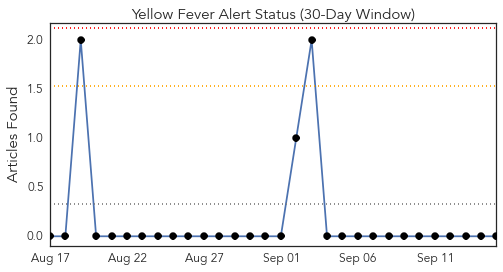 Yellow Fever Alert Status (30-Day Window)
Articles Found
2.0
1.5
1.0
0.5
0.0
Aug 17 Aug 22 Aug 27 Sep 01 Sep 06 Sep 11